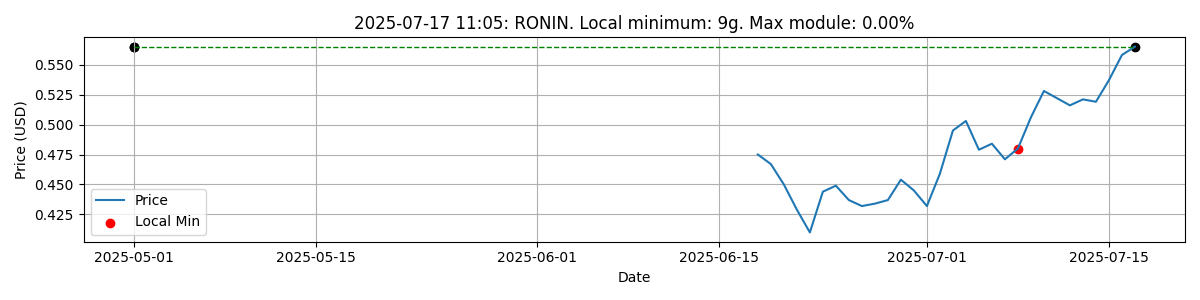 2025-07-17 11:05: RONIN. Local minimum: 9g. Max module: 0.00%
Price (USD)
0.550
0.525
0.500
0.475
0.450
0.425
Price
Local Min
2025-05-01
2025-05-15
2025-06-01
2025-06-15
2025-07-01
2025-07-15
Date